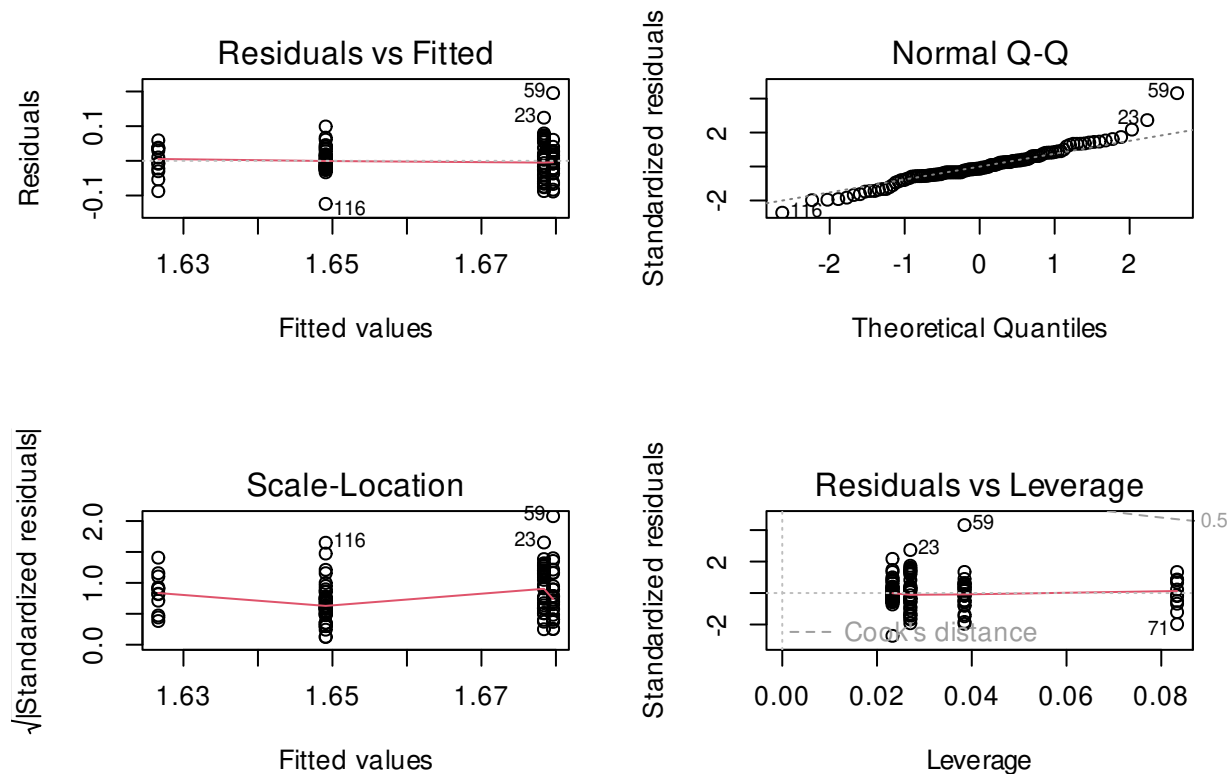 Residuals vs Fitted
Residuals
-0.1
0.1
59
23
116
1.63
1.65
1.67
Fitted values
Normal Q-Q
Standardized residuals
-2
2
59
23
116
-2
-1
0
1
2
Theoretical Quantiles
Scale-Location
√|Standardized residuals|
0.0
1.0
2.0
59
116
23
1.63
1.65
1.67
Fitted values
Residuals vs Leverage
Standardized residuals
-2
2
59
23
0.5
71
Cook's distance
0.00
0.02
0.04
0.06
0.08
Leverage